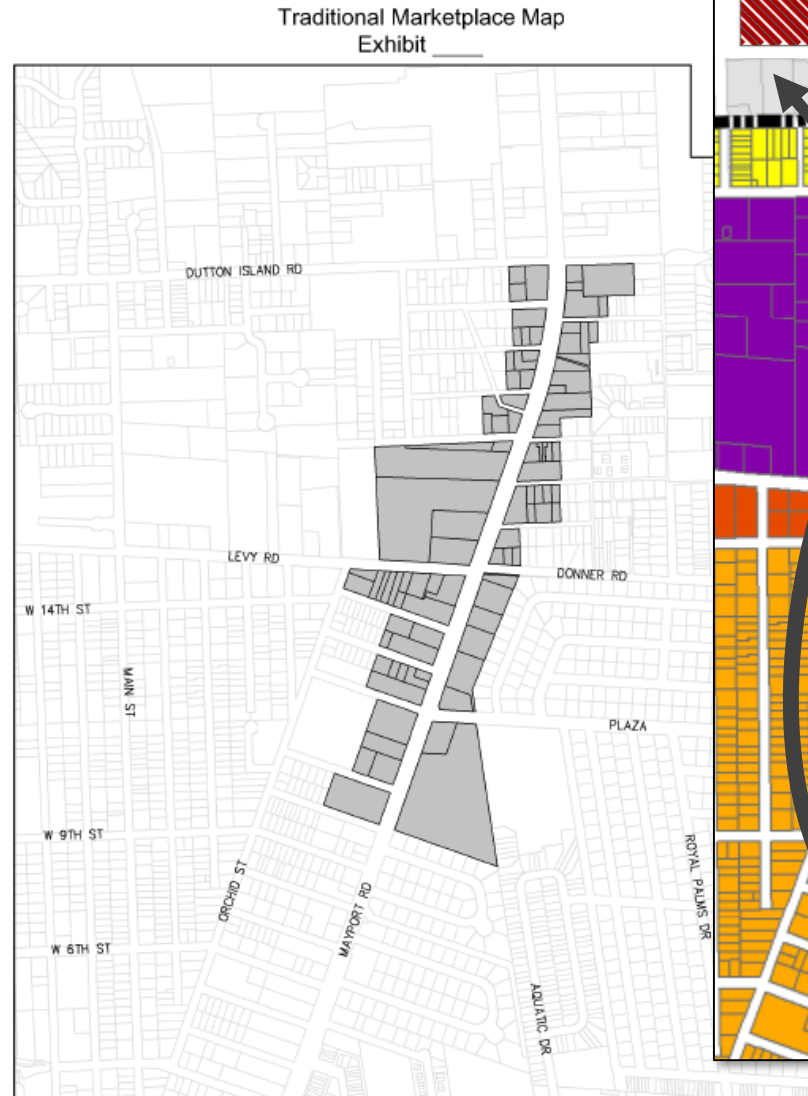 Traditional Marketplace Map
Exhibit ____
DUTTON ISLAND RD
LEVY RD
DONNER RD
W 14TH ST
MAIN ST
PLAZA
W 9TH ST
ROYAL PALMS DR
ORCHID ST
MAYPORT RD
W 6TH ST
AQUATIC DR